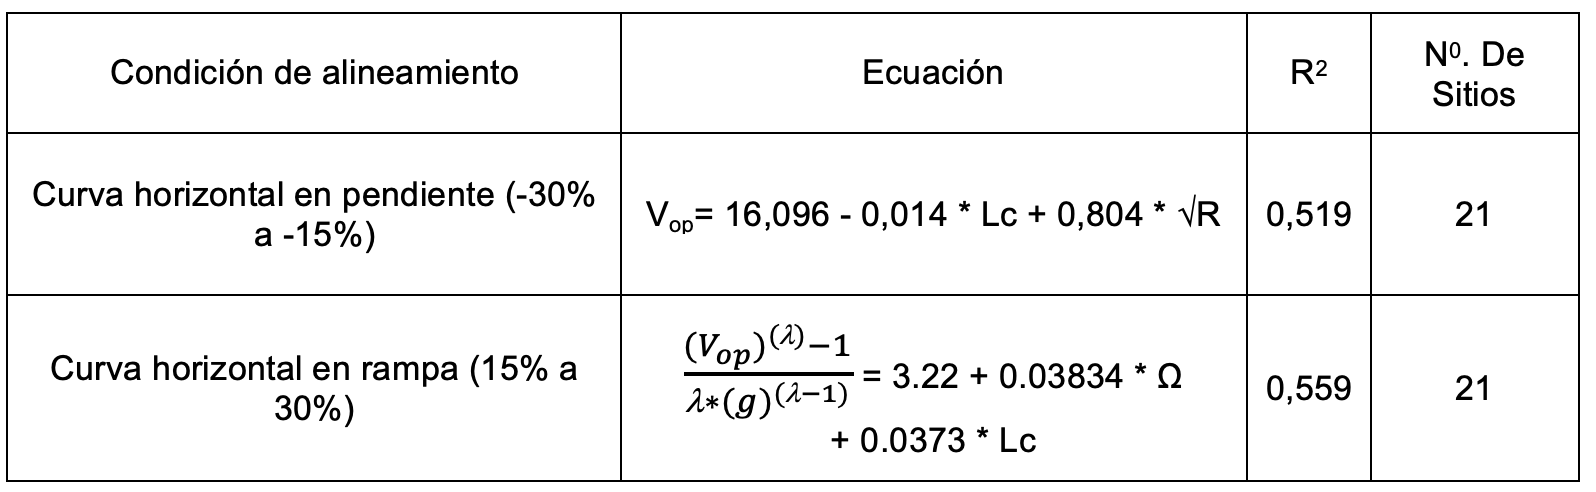 Condición de alineamiento
Ecuación
R²
Nº. De
Sitios
Curva horizontal en pendiente (-30%
a -15%)
Vop= 16,096 - 0,014 * Lc + 0,804 * √R
0,519
21
Curva horizontal en rampa (15% a
30%)
(Vop)^(λ)−1
λ*(g)^(λ−1)
= 3.22 + 0.03834 * Ω
+ 0.0373 * Lc
0,559
21